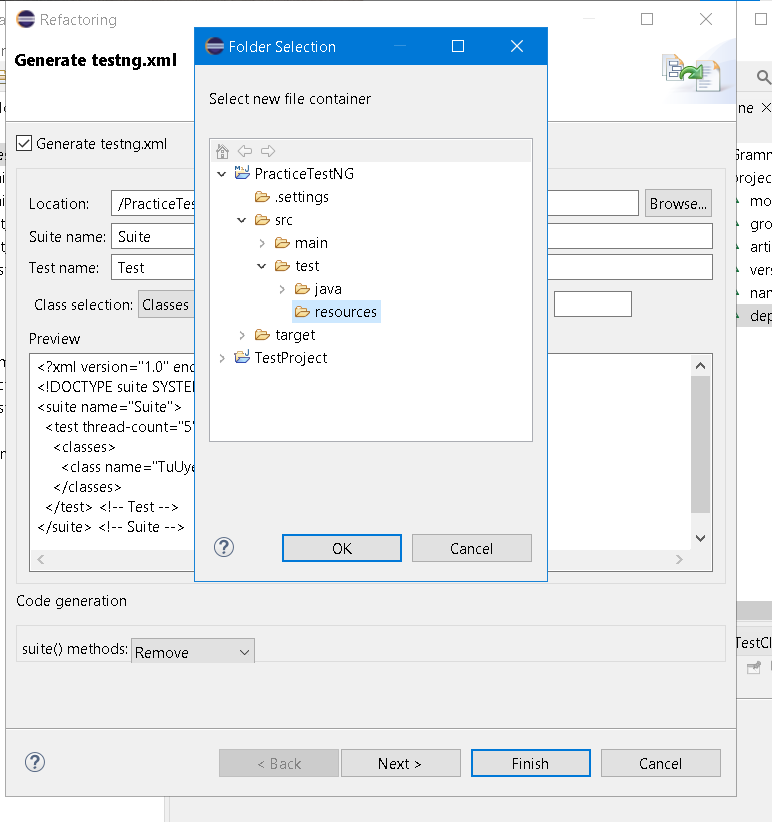 Refactoring
Folder Selection
Generate testng.xml
Select new file container
Generate testng.xml
PracticeTestNG
.settings
src
main
test
java
resources
target
TestProject
Location:
/PracticeTes
Browse...
Suite name:
Suite
Test name:
Test
Class selection:
Classes
Preview
<?xml version="1.0" enc
<!DOCTYPE suite SYSTE
<suite name="Suite">
<test thread-count="5"
<classes>
<class name="TuUye
</classes>
</test> <!-- Test -->
</suite> <!-- Suite -->
OK
Cancel
Code generation
suite() methods:
Remove
< Back
Next >
Finish
Cancel
ne
Gramm
projec
mo
gro
arti
vers
nan
dep
TestCl